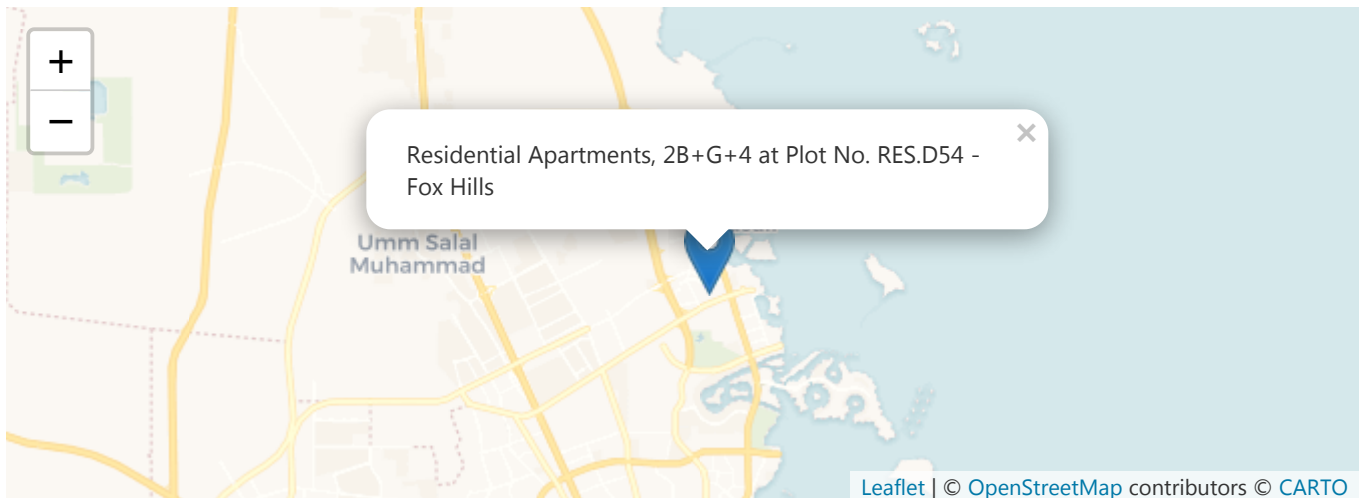 +
−
×
Residential Apartments, 2B+G+4 at Plot No. RES.D54 -
Fox Hills
Umm Salal
Muhammad
Leaflet | © OpenStreetMap contributors © CARTO